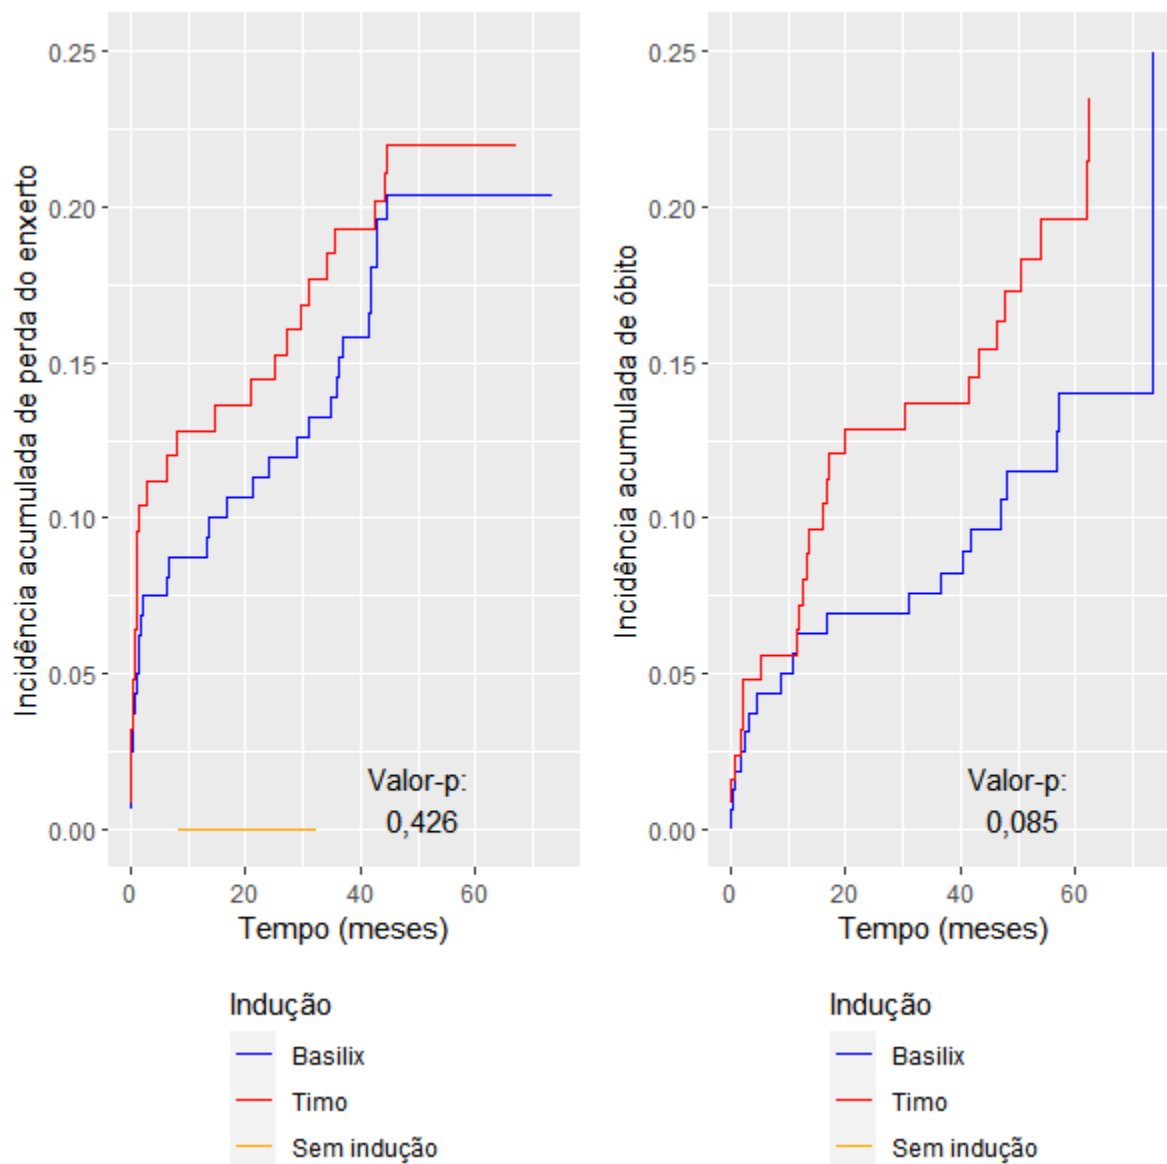 Incidência acumulada de perda do enxerto
0.25
0.20
0.15
0.10
0.05
0.00
Valor-p:
0,426
0 20 40 60
Tempo (meses)
Indução
Basilix
Timo
Sem indução
Incidência acumulada de óbito
0.25
0.20
0.15
0.10
0.05
0.00
Valor-p:
0,085
0 20 40 60
Tempo (meses)
Indução
Basilix
Timo
Sem indução